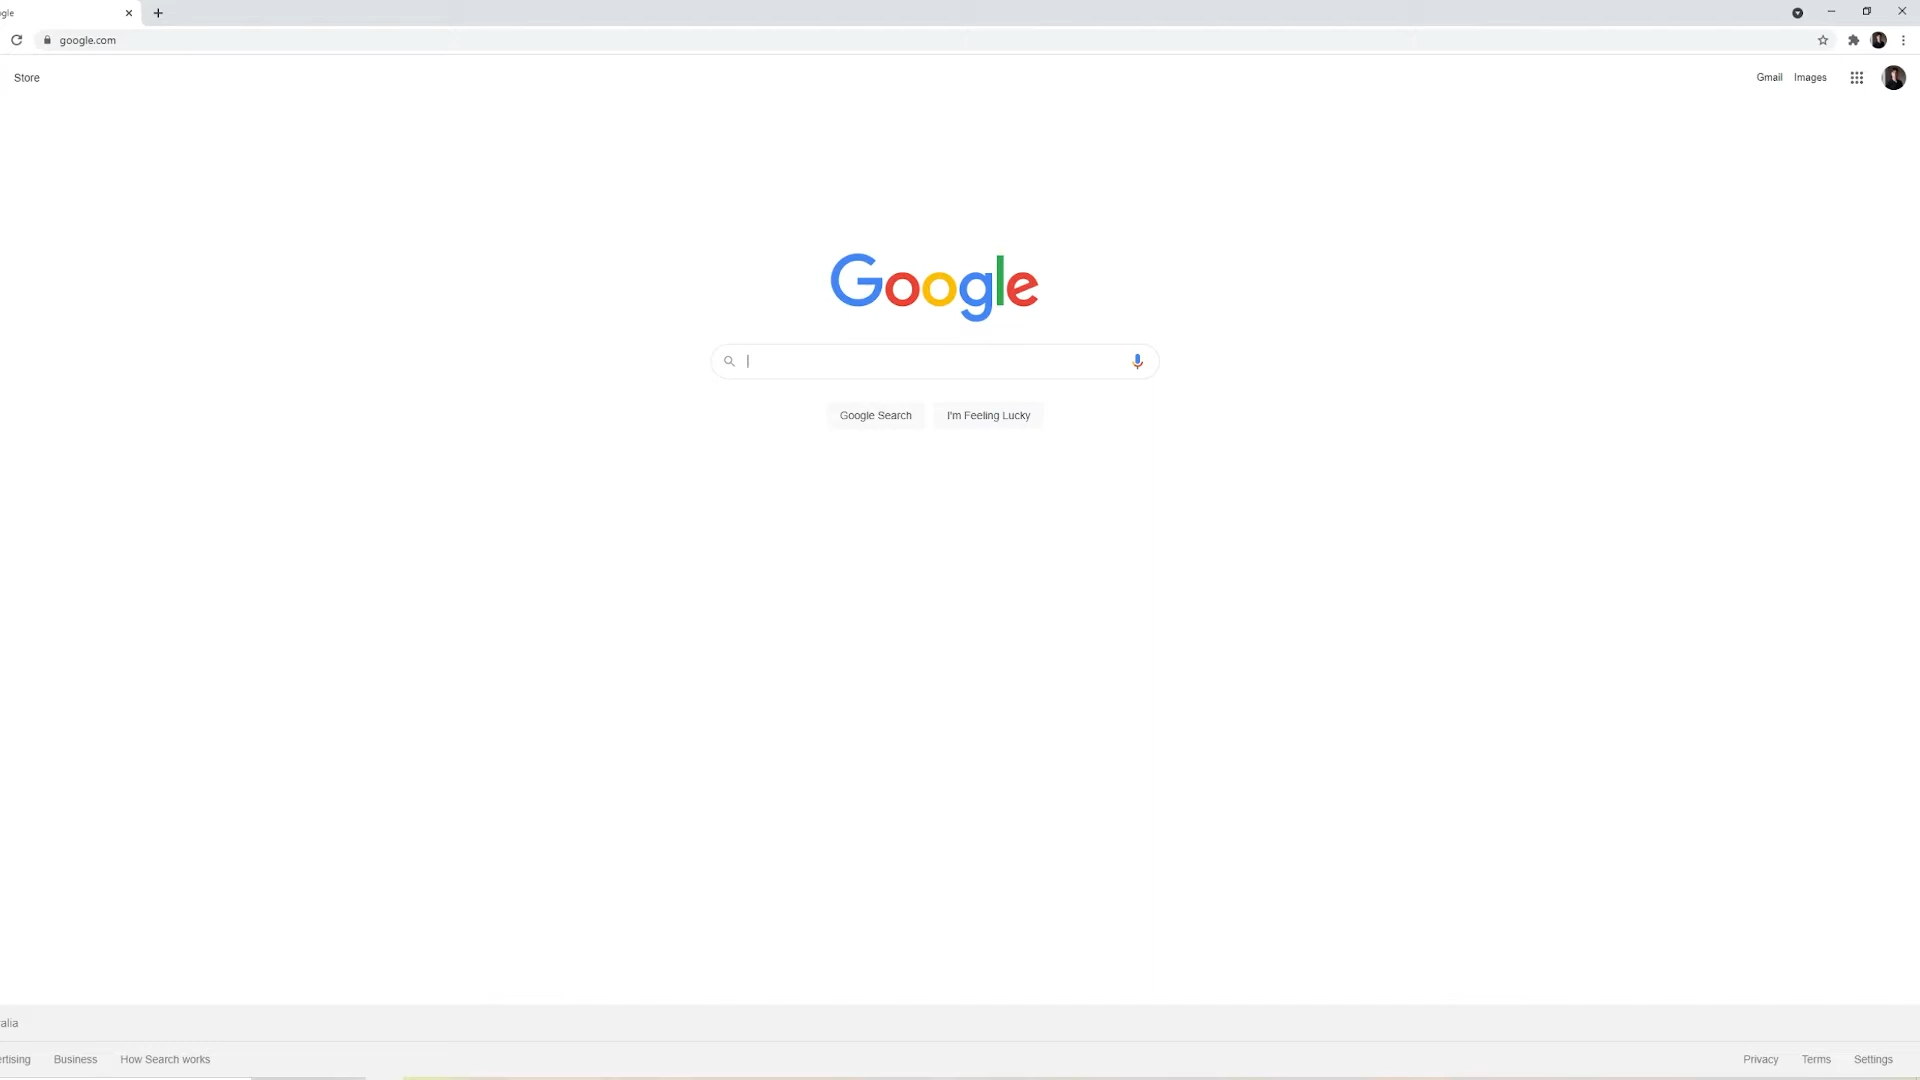 gle
google.com
Store
Gmail Images
Google
Google Search I'm Feeling Lucky
alia
rtising Business How Search works
Privacy Terms Settings